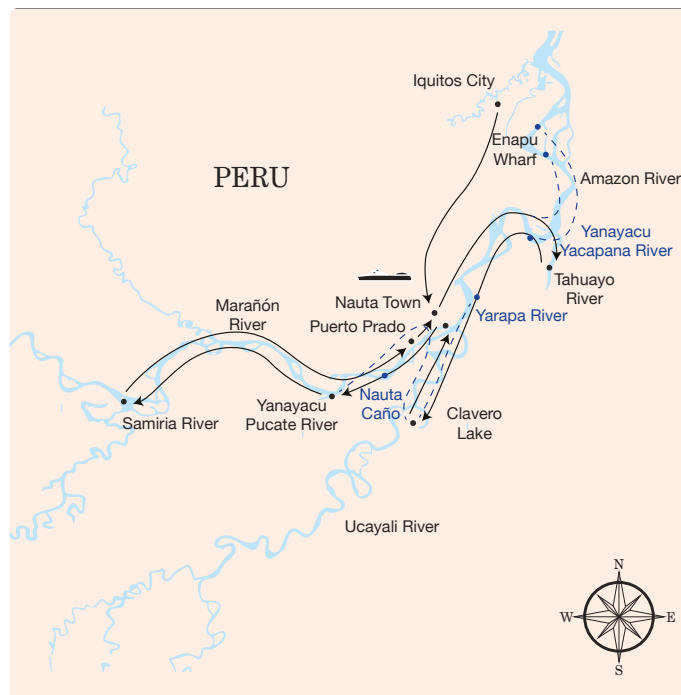 Iquitos City
Enapu
Wharf
PERU
Amazon River
Yanayacu
Yacapana River
Tahuayo
River
Nauta Town
Marañón
River
Puerto Prado
Yarapa River
Nauta
Caño
Yanayacu
Pucate River
Clavero
Lake
Samiria River
Ucayali River
N
W
E
S